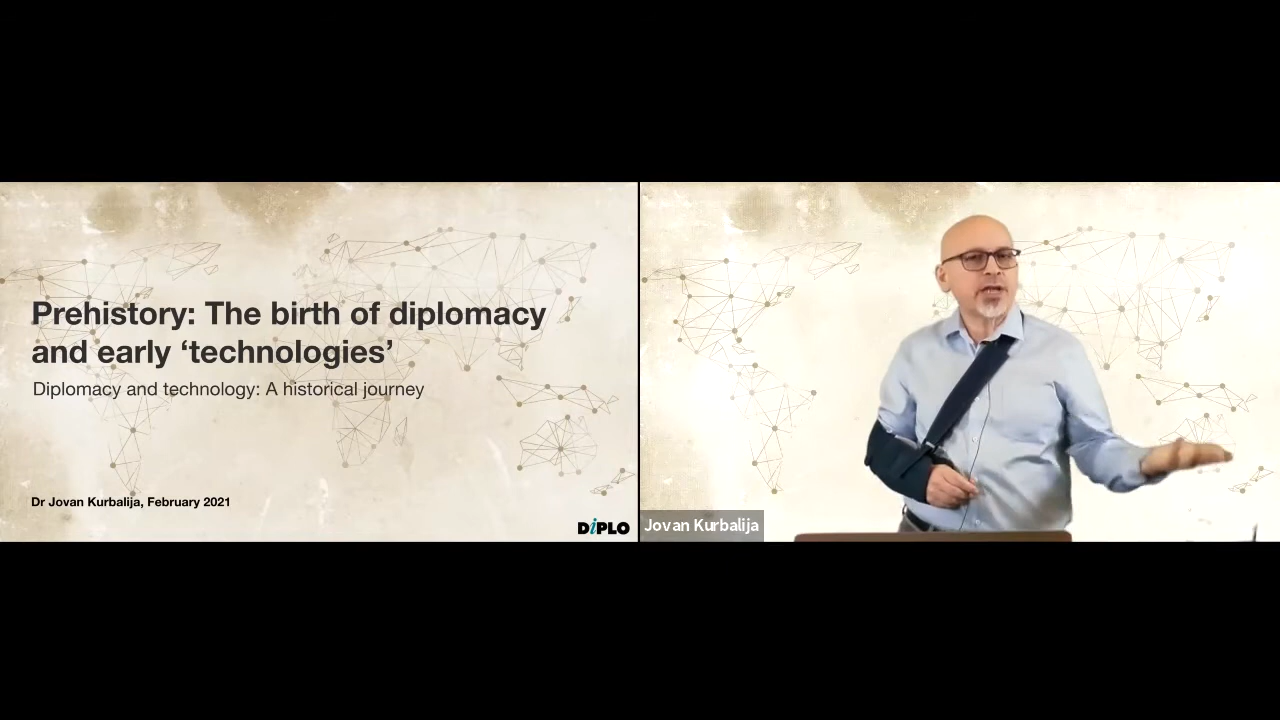 Prehistory: The birth of diplomacy
and early ‘technologies’
Diplomacy and technology: A historical journey
Dr Jovan Kurbalija, February 2021
DiPLO
Jovan Kurbalija